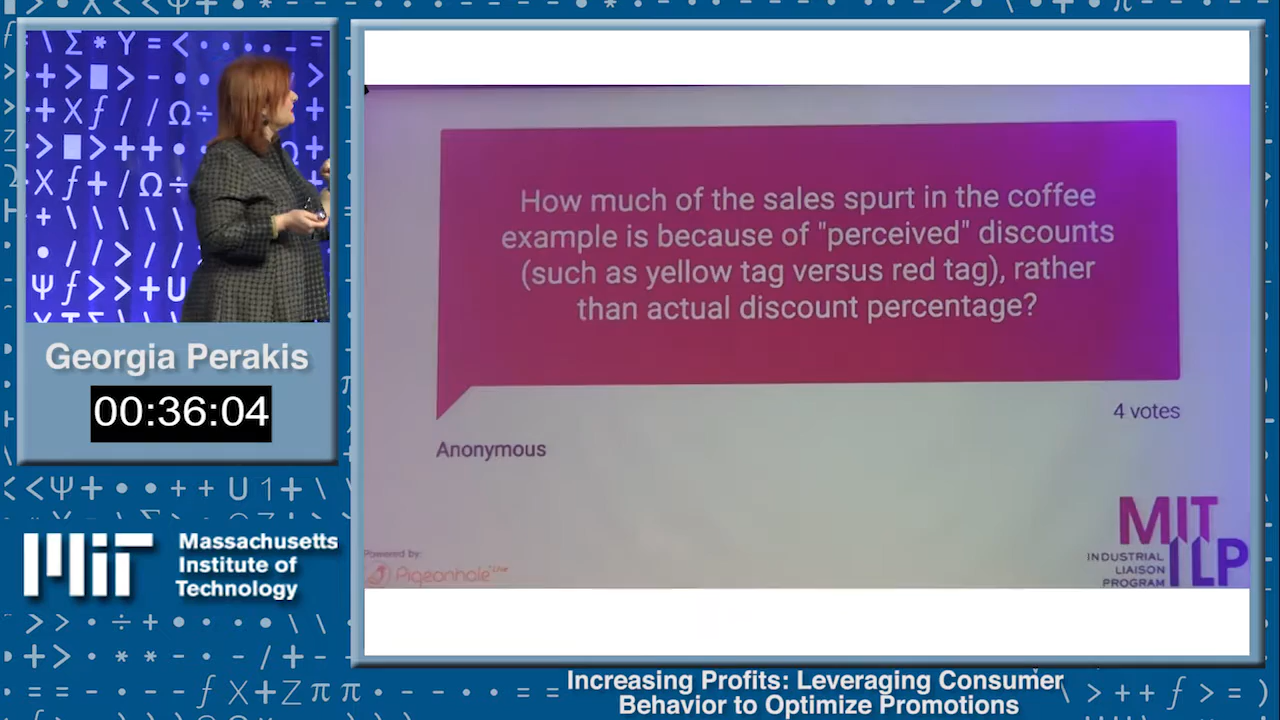 Georgia Perakis
00:36:04
MiT
Massachusetts
Institute of
Technology
How much of the sales spurt in the coffee
example is because of "perceived" discounts
(such as yellow tag versus red tag), rather
than actual discount percentage?
4 votes
Anonymous
Powered by:
Pigeonhole Live
MIT
INDUSTRIAL
LIAISON
PROGRAM
ILP
Increasing Profits: Leveraging Consumer
Behavior to Optimize Promotions